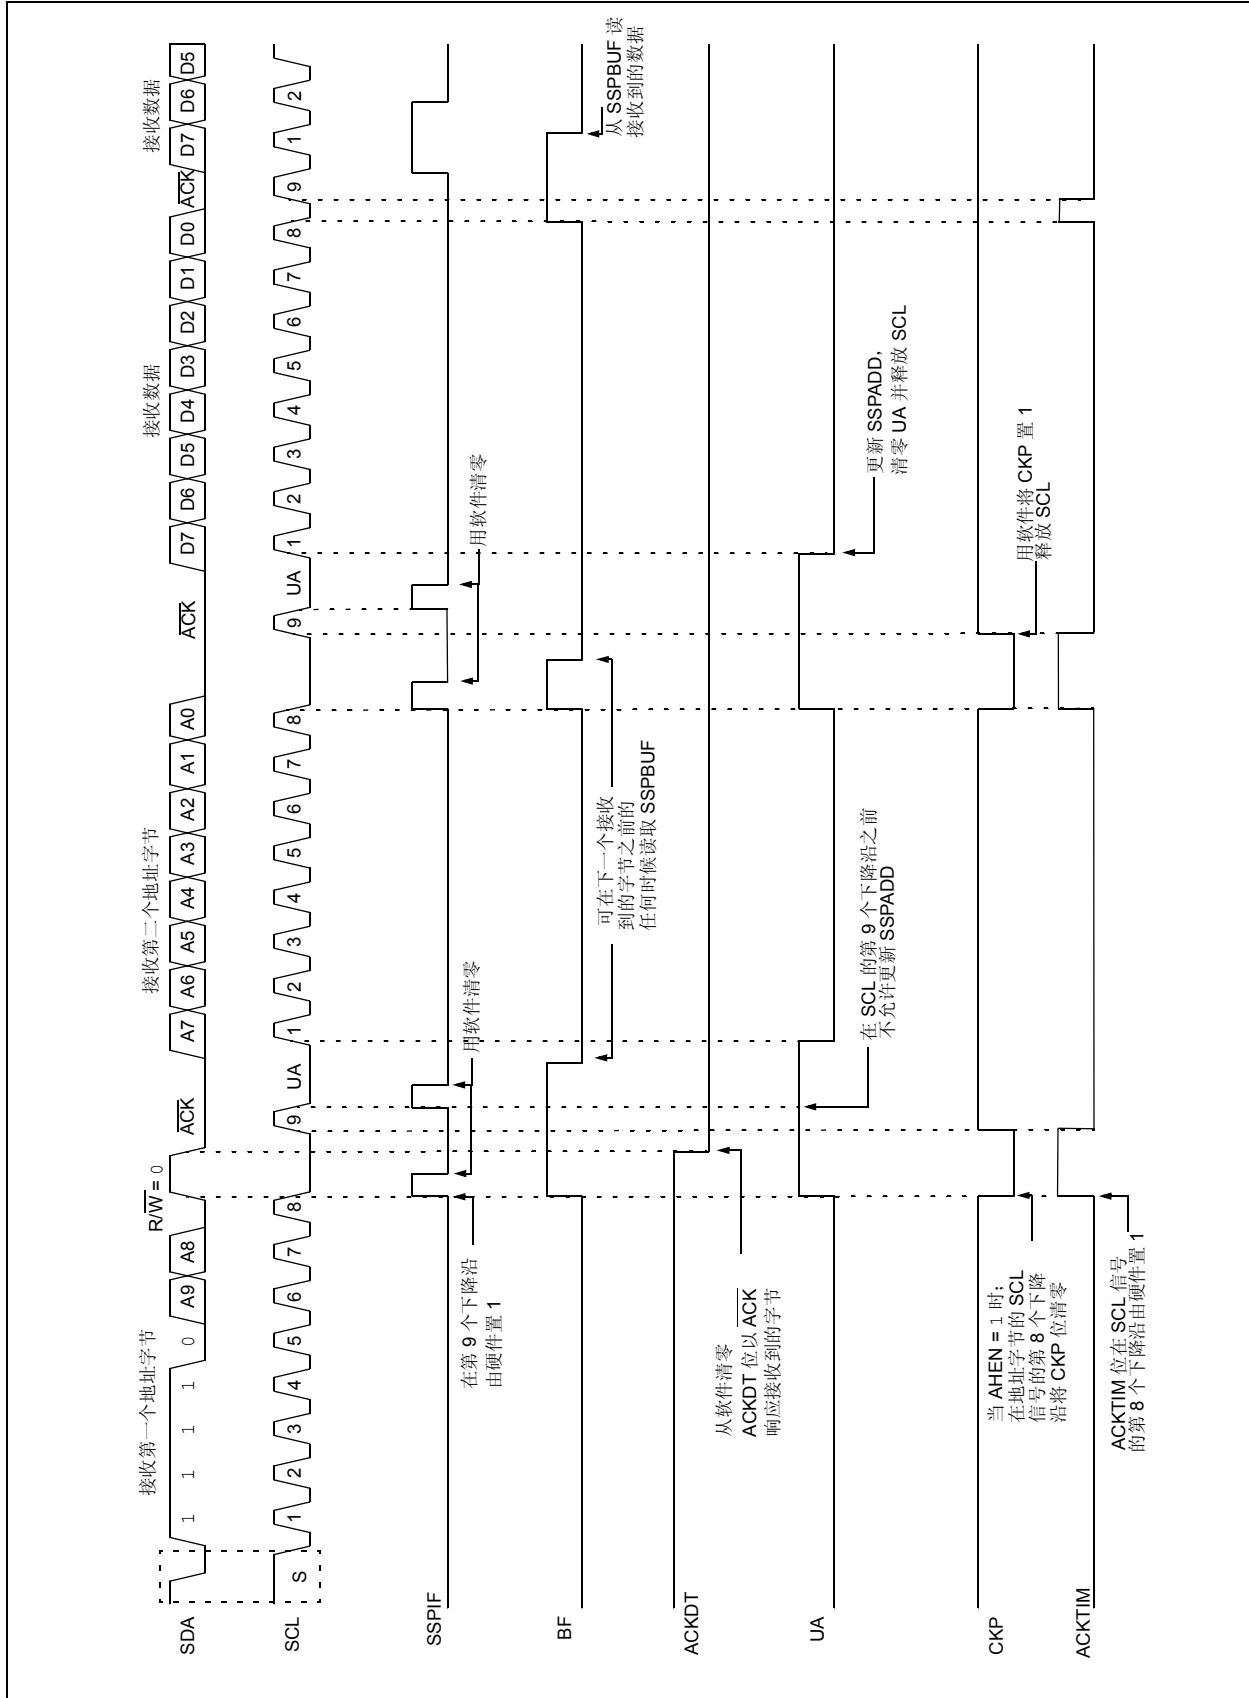 接收第一个地址字节
R/W = 0
接收第二个地址字节
接收数据
接收数据
SDA
1
1
1
1
0
A9
A8
ACK
A7
A6
A5
A4
A3
A2
A1
A0
ACK
D7
D6
D5
D4
D3
D2
D1
D0
ACK
D7
D6
D5
SCL
S
1
2
3
4
5
6
7
8
9
UA
1
2
3
4
5
6
7
8
9
UA
1
2
3
4
5
6
7
8
9
1
2
SSPIF
在第 9 个下降沿
由硬件置 1
用软件清零
用软件清零
BF
可在下一个接收
到的字节之前的
任何时候读取 SSPBUF
从 SSPBUF 读
接收到的数据
ACKDT
从软件清零
ACKDT 位以 ACK
响应接收到的字节
UA
在 SCL 的第 9 个下降沿之前
不允许更新 SSPADD
更新 SSPADD,
清零 UA 并释放 SCL
CKP
当 AHEN = 1 时;
在地址字节的 SCL
信号的第 8 个下降
沿将 CKP 位清零
用软件将 CKP 置 1
释放 SCL
ACKTIM
ACKTIM 位在 SCL 信号
的第 8 个下降沿由硬件置 1